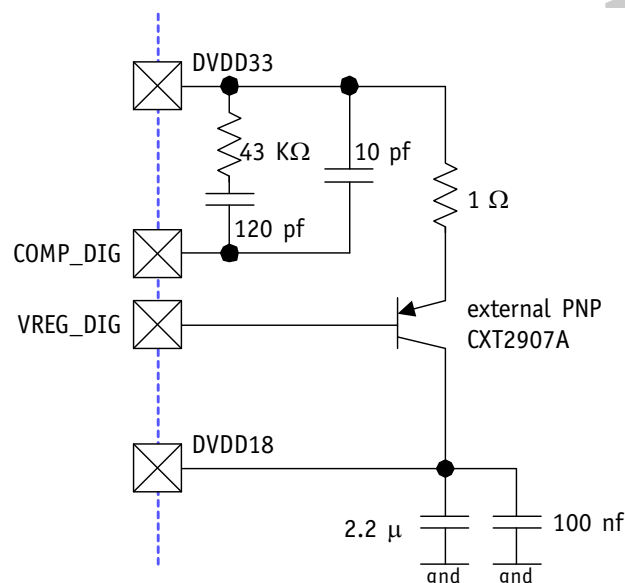 DVDD33
43 KΩ
10 pf
1 Ω
120 pf
COMP_DIG
VREG_DIG
external PNP
CXT2907A
DVDD18
2.2 μ
100 nf
gnd
gnd